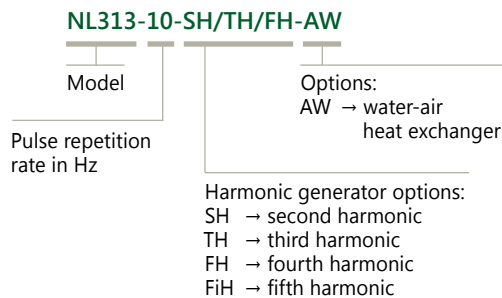 NL313-10-SH/TH/FH-AW
Model
Options:
AW → water-air
heat exchanger
Pulse repetition
rate in Hz
Harmonic generator options:
SH → second harmonic
TH → third harmonic
FH → fourth harmonic
FiH → fifth harmonic